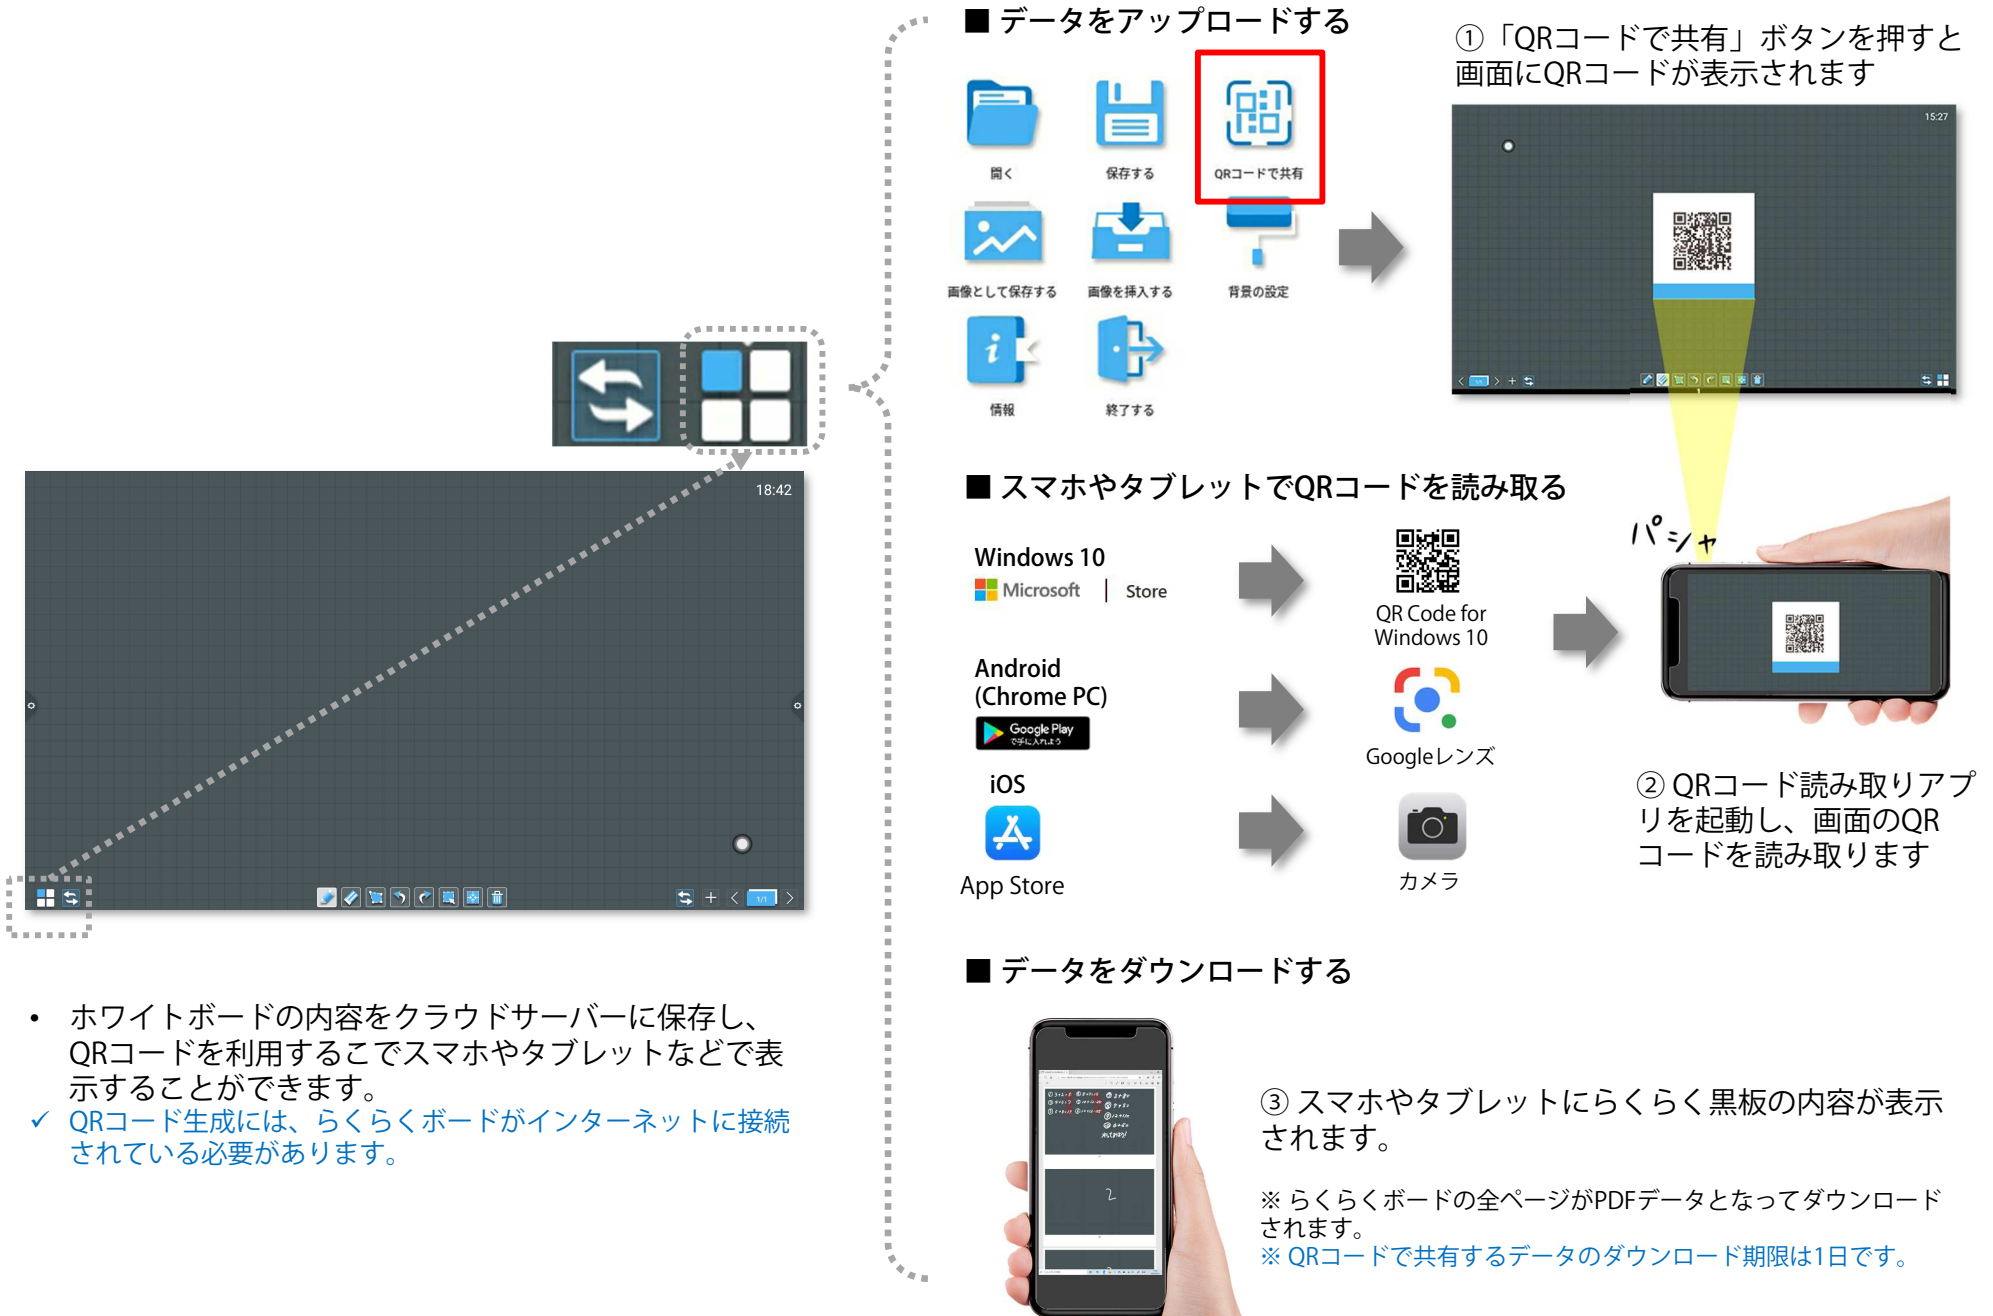 ■ データをアップロードする
開く
保存する
QRコードで共有
画像として保存する
画像を挿入する
背景の設定
情報
終了する
①「QRコードで共有」ボタンを押すと
画面にQRコードが表示されます
15:27
1/1
18:42
1/1
• ホワイトボードの内容をクラウドサーバーに保存し、
QRコードを利用するこでスマホやタブレットなどで表
示することができます。
✓ QRコード生成には、らくらくボードがインターネットに接続
されている必要があります。
■ スマホやタブレットでQRコードを読み取る
Windows 10
Microsoft | Store
QR Code for
Windows 10
Android
(Chrome PC)
Google Play
で手に入れよう
Googleレンズ
iOS
App Store
カメラ
パシャ
② QRコード読み取りアプ
リを起動し、画面のQR
コードを読み取ります
■ データをダウンロードする
2
③ スマホやタブレットにらくらく黒板の内容が表示
されます。
※ らくらくボードの全ページがPDFデータとなってダウンロード
されます。
※ QRコードで共有するデータのダウンロード期限は1日です。